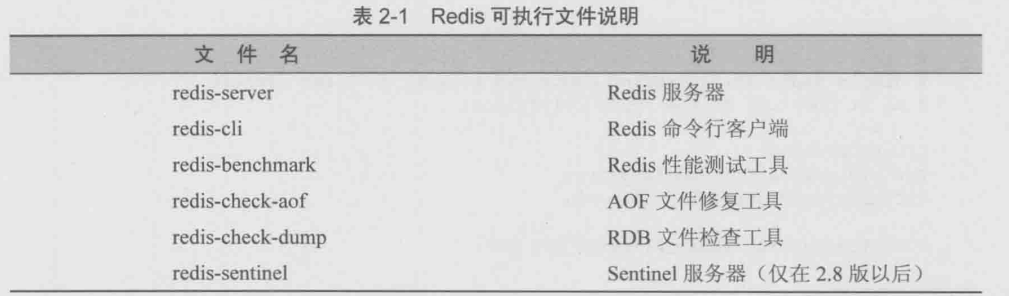 表 2-1 Redis 可执行文件说明
文 件 名 说 明
redis-server Redis 服务器
redis-cli Redis 命令行客户端
redis-benchmark Redis 性能测试工具
redis-check-aof AOF 文件修复工具
redis-check-dump RDB 文件检查工具
redis-sentinel Sentinel 服务器（仅在 2.8 版以后）